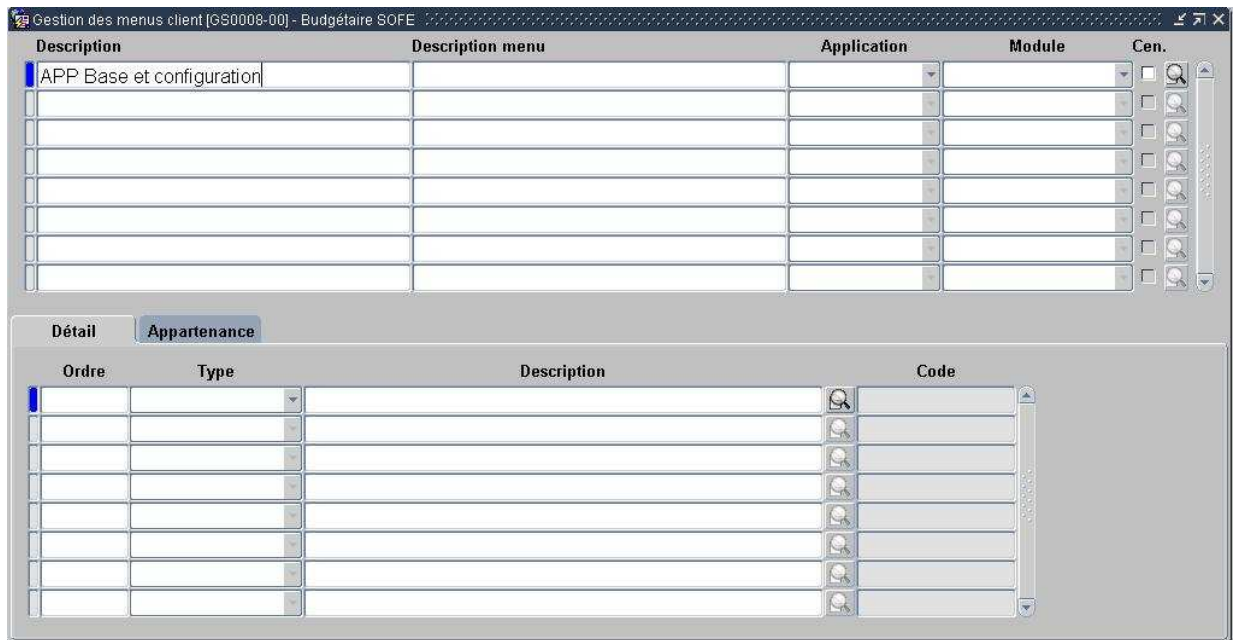 Gestion des menus client [GS0008-00] - Budgétaire SOFE
Description Description menu Application Module Cen.
APP Base et configuration
Détail Appartenance
Ordre Type Description Code